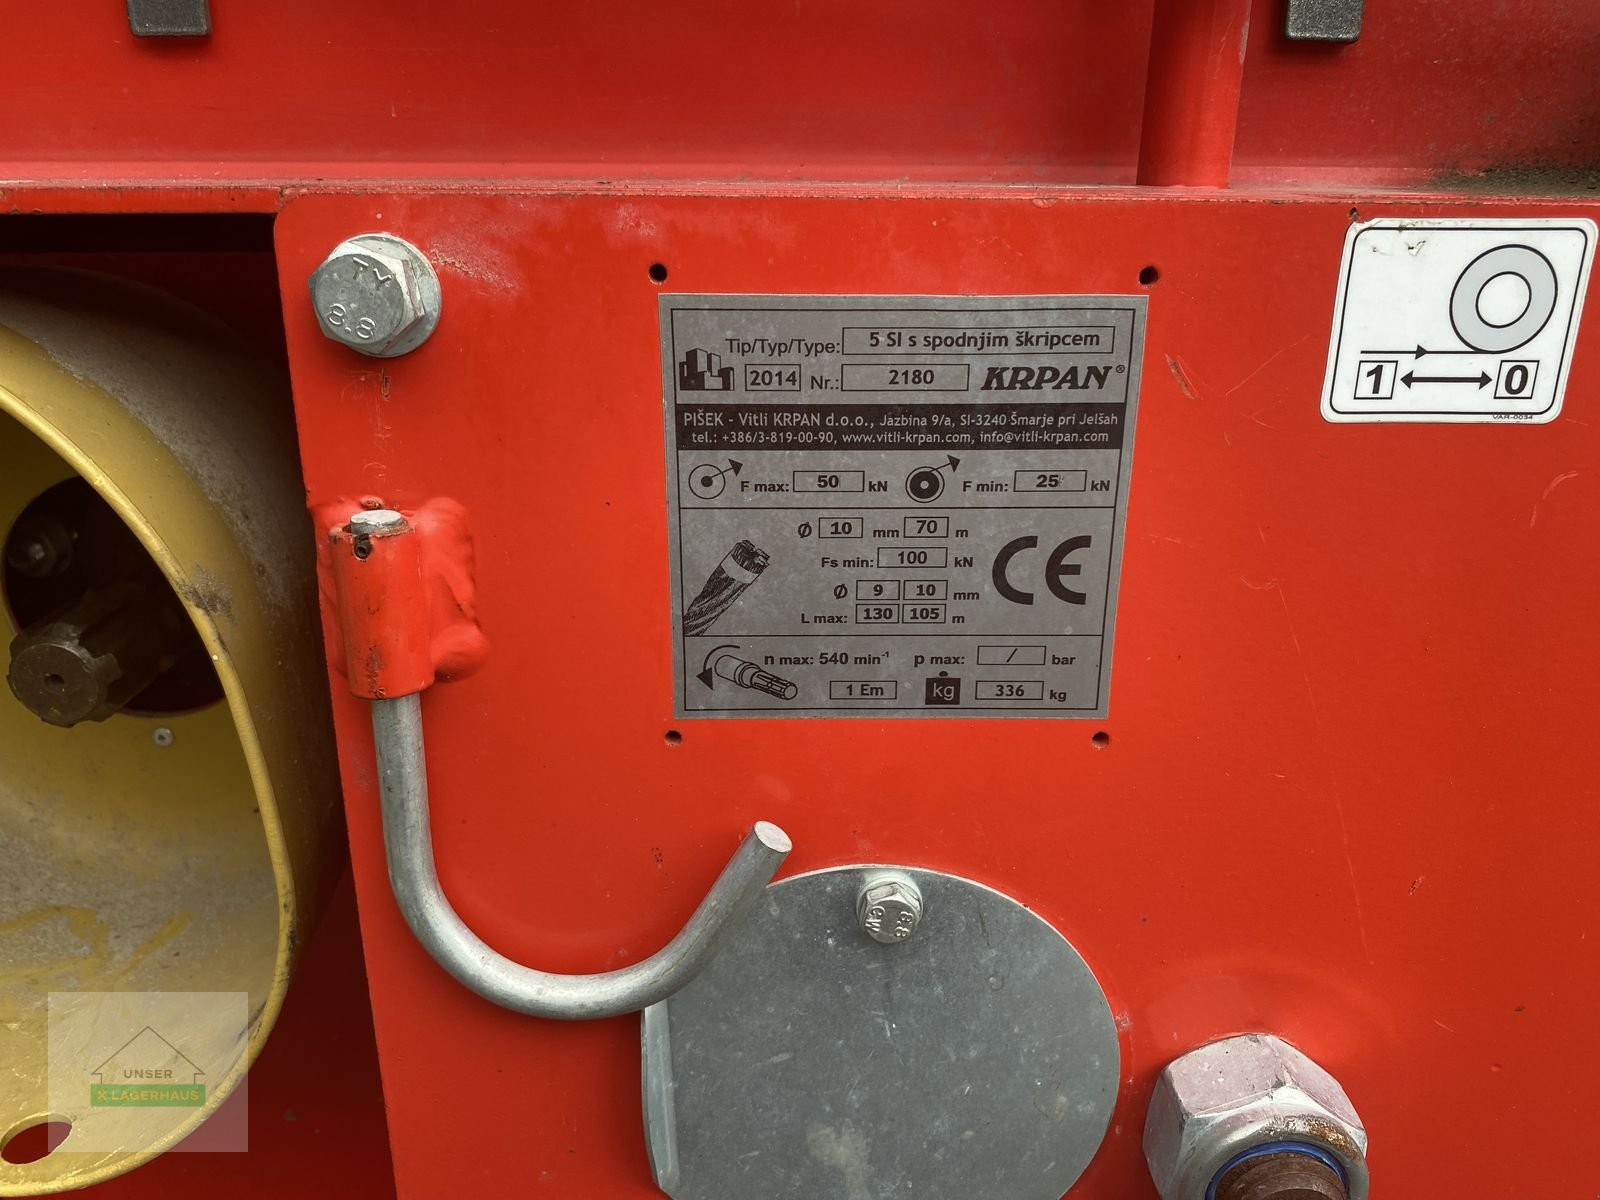 TY
8.8
Tip/Typ/Type: 5 SI s spodnjim škripcem
2014 Nr.: 2180 KRPAN®
PIŠEK - Vitli KRPAN d.o.o., Jazbina 9/a, SI-3240 Šmarje pri Jelšah
tel.: +386/3-819-00-90, www.vitli-krpan.com, info@vitli-krpan.com
F max: 50 kN F min: 25 kN
Ø 10 mm 70 m
Fs min: 100 kN
CE
Ø 9 10 mm
L max: 130 105 m
n max: 540 min⁻¹ p max: / bar
1 Em kg 336 kg
1 0
VAR-0034
8.8
CW
UNSER
X LAGERHAUS